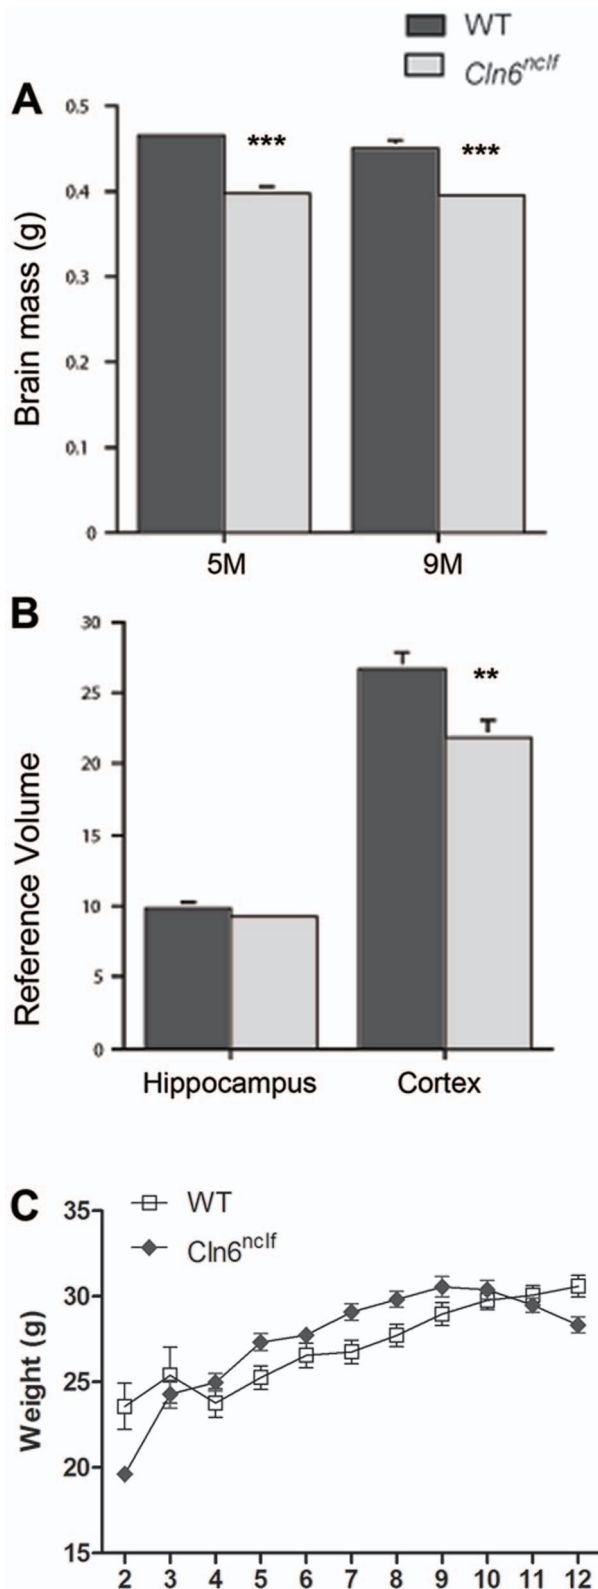 WT
Cln6nclf
A
0.5
***
***
0.4
0.3
0.2
0.1
0
Brain mass (g)
5M 9M
B
30
25
**
20
15
10
5
0
Reference Volume
Hippocampus Cortex
C
35
WT
Cln6nclf
30
25
20
15
Weight (g)
2 3 4 5 6 7 8 9 10 11 12